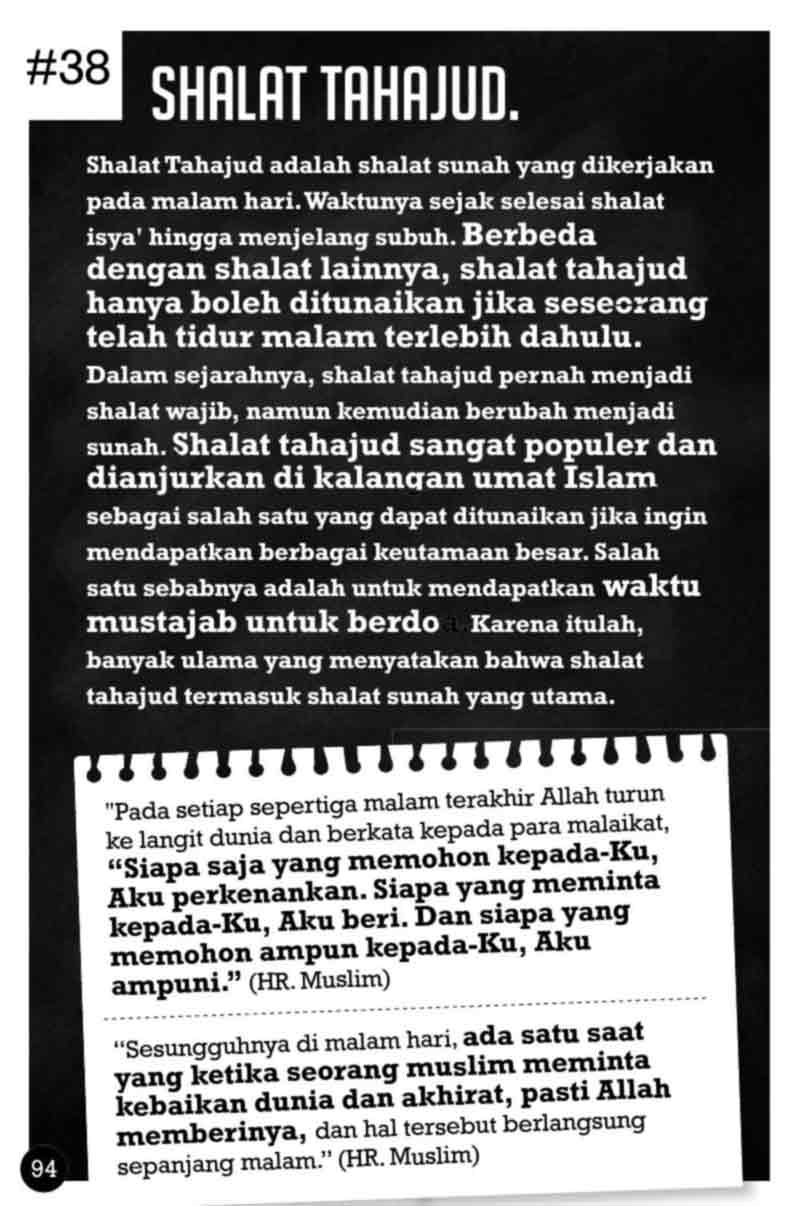 #38
SHALAT TAHAJUD.
Shalat Tahajud adalah shalat sunah yang dikerjakan
pada malam hari. Waktunya sejak selesai shalat
isya' hingga menjelang subuh. Berbeda
dengan shalat lainnya, shalat tahajud
hanya boleh ditunaikan jika seseorang
telah tidur malam terlebih dahulu.
Dalam sejarahnya, shalat tahajud pernah menjadi
shalat wajib, namun kemudian berubah menjadi
sunah. Shalat tahajud sangat populer dan
dianjurkan di kalangan umat Islam
sebagai salah satu yang dapat ditunaikan jika ingin
mendapatkan berbagai keutamaan besar. Salah
satu sebabnya adalah untuk mendapatkan waktu
mustajab untuk berdoa. Karena itulah,
banyak ulama yang menyatakan bahwa shalat
tahajud termasuk shalat sunah yang utama.
"Pada setiap sepertiga malam terakhir Allah turun
ke langit dunia dan berkata kepada para malaikat,
“Siapa saja yang memohon kepada-Ku,
Aku perkenankan. Siapa yang meminta
kepada-Ku, Aku beri. Dan siapa yang
memohon ampun kepada-Ku, Aku
ampuni.” (HR. Muslim)
“Sesungguhnya di malam hari, ada satu saat
yang ketika seorang muslim meminta
kebaikan dunia dan akhirat, pasti Allah
memberinya, dan hal tersebut berlangsung
sepanjang malam.” (HR. Muslim)
94